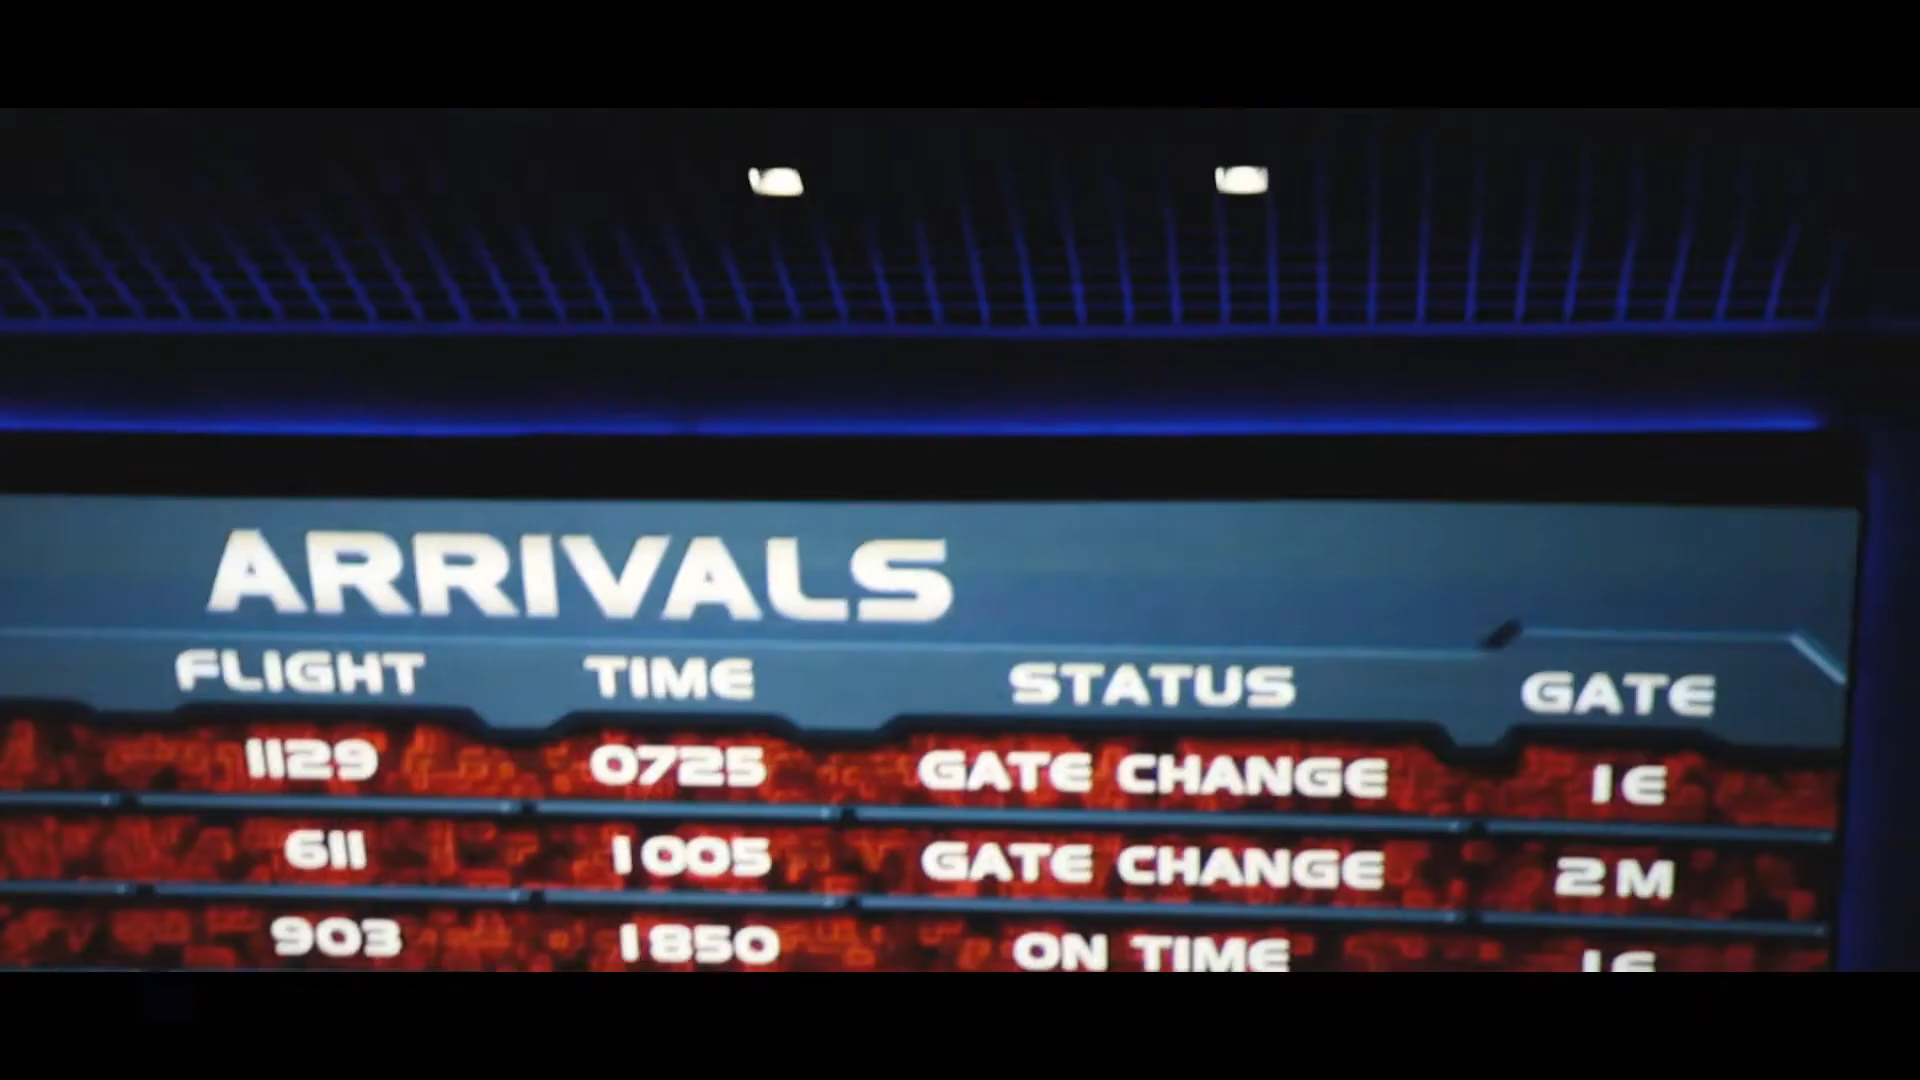 ARRIVALS
FLIGHT TIME STATUS GATE
1129 0725 GATE CHANGE 1E
611 1005 GATE CHANGE 2M
903 1850 ON TIME 1E